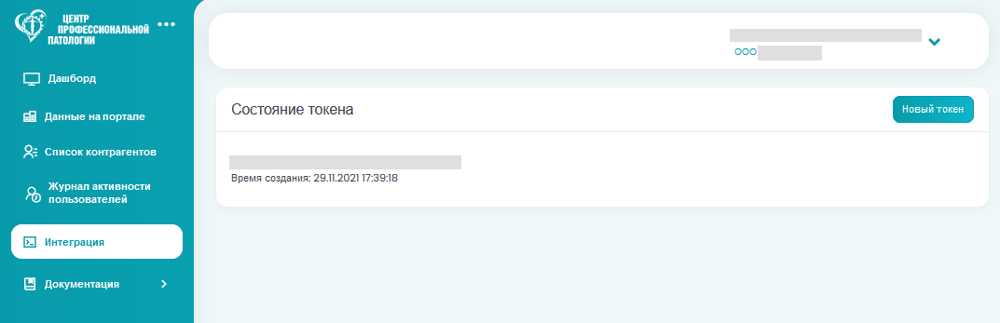 ЦЕНТР
ПРОФЕССИОНАЛЬНОЙ
ПАТОЛОГИИ
ООО
Дашборд
Состояние токена
Новый токен
Данные на портале
Список контрагентов
Время создания: 29.11.2021 17:39:18
Журнал активности
пользователей
Интеграция
Документация